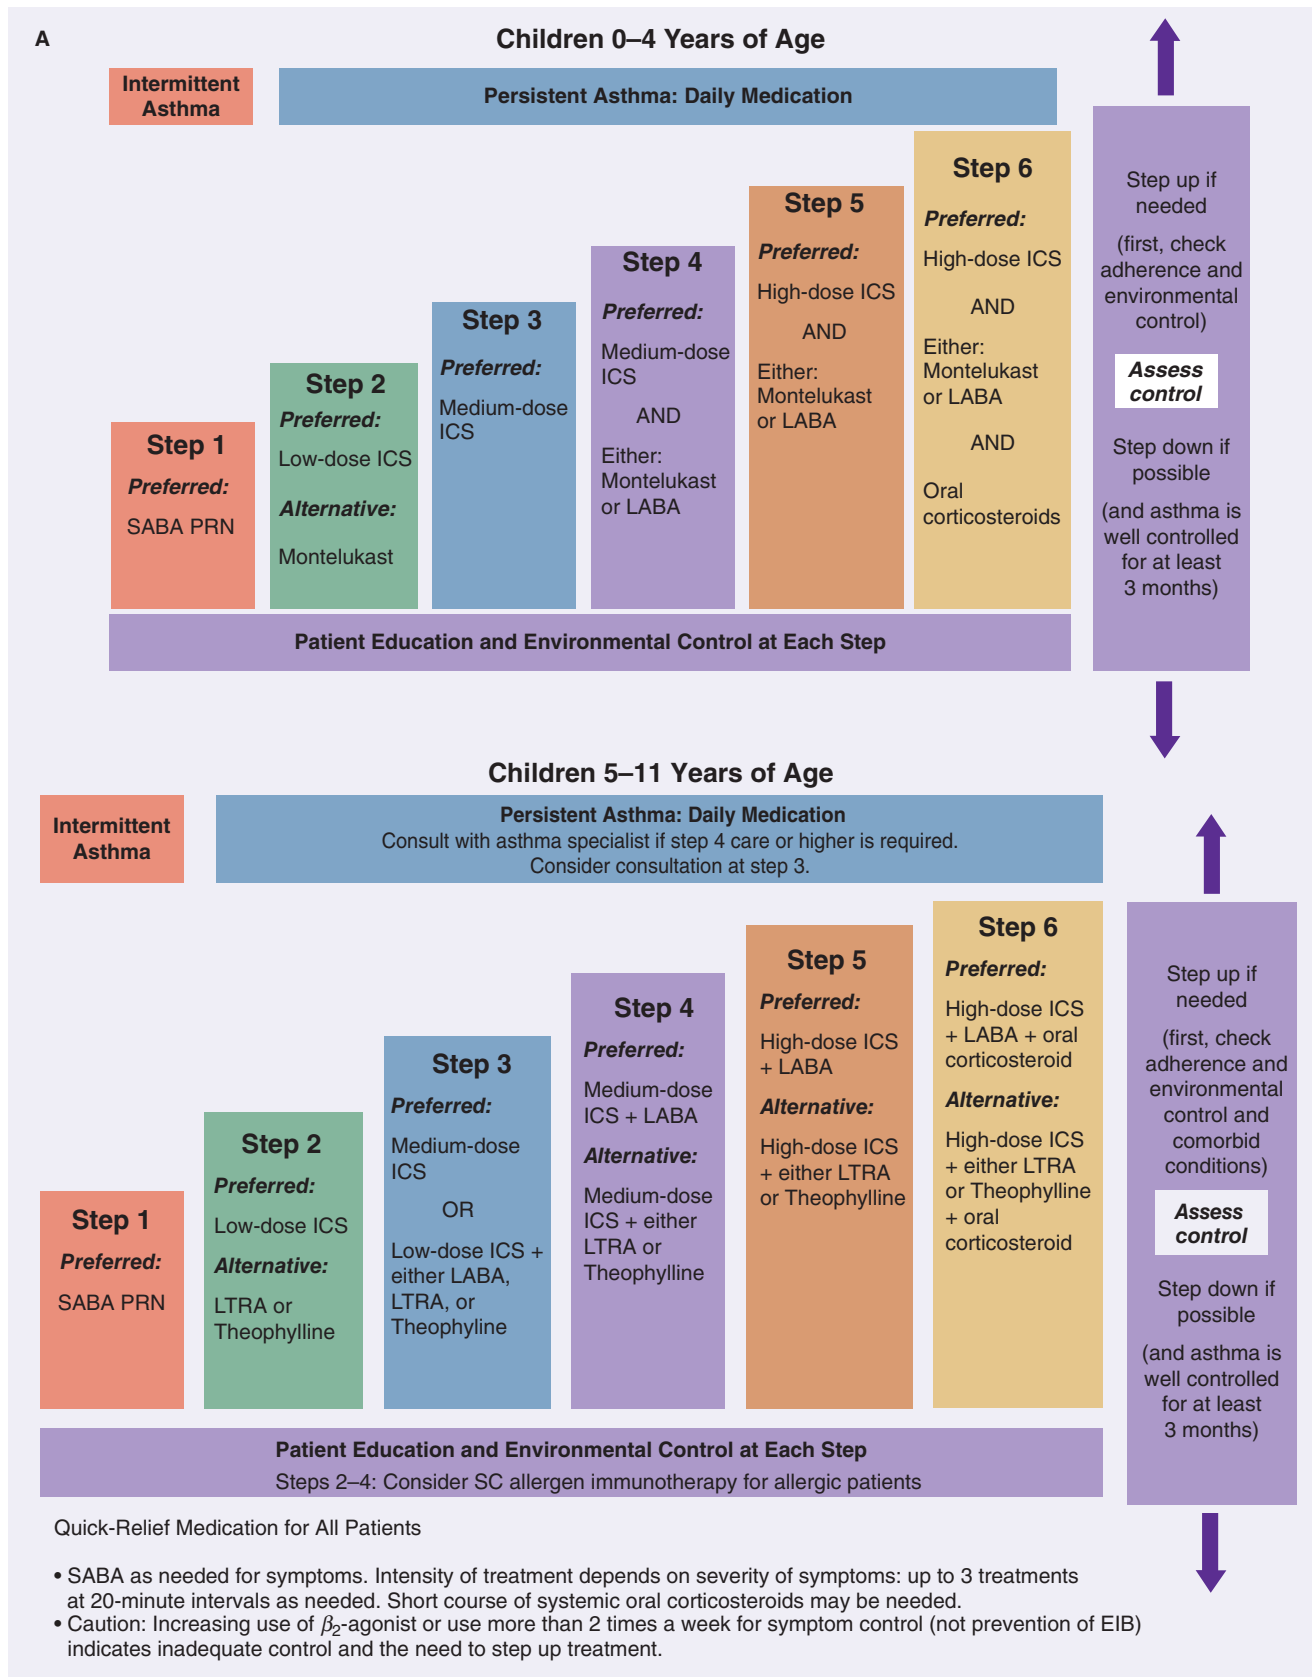 A
Children 0–4 Years of Age
Intermittent
Asthma
Persistent Asthma: Daily Medication
Step 1
Preferred:
SABA PRN
Step 2
Preferred:
Low-dose ICS
Alternative:
Montelukast
Step 3
Preferred:
Medium-dose
ICS
Step 4
Preferred:
Medium-dose
ICS
AND
Either:
Montelukast
or LABA
Step 5
Preferred:
High-dose ICS
AND
Either:
Montelukast
or LABA
Step 6
Preferred:
High-dose ICS
AND
Either:
Montelukast
or LABA
AND
Oral
corticosteroids
Patient Education and Environmental Control at Each Step
Step up if
needed
(first, check
adherence and
environmental
control)
Assess
control
Step down if
possible
(and asthma is
well controlled
for at least
3 months)
Children 5–11 Years of Age
Intermittent
Asthma
Persistent Asthma: Daily Medication
Consult with asthma specialist if step 4 care or higher is required.
Consider consultation at step 3.
Step 1
Preferred:
SABA PRN
Step 2
Preferred:
Low-dose ICS
Alternative:
LTRA or
Theophylline
Step 3
Preferred:
Medium-dose
ICS
OR
Low-dose ICS +
either LABA,
LTRA, or
Theophyline
Step 4
Preferred:
Medium-dose
ICS + LABA
Alternative:
Medium-dose
ICS + either
LTRA or
Theophylline
Step 5
Preferred:
High-dose ICS
+ LABA
Alternative:
High-dose ICS
+ either LTRA
or Theophylline
Step 6
Preferred:
High-dose ICS
+ LABA + oral
corticosteroid
Alternative:
High-dose ICS
+ either LTRA
or Theophylline
+ oral
corticosteroid
Patient Education and Environmental Control at Each Step
Steps 2–4: Consider SC allergen immunotherapy for allergic patients
Step up if
needed
(first, check
adherence and
environmental
control and
comorbid
conditions)
Assess
control
Step down if
possible
(and asthma is
well controlled
for at least
3 months)
Quick-Relief Medication for All Patients
• SABA as needed for symptoms. Intensity of treatment depends on severity of symptoms: up to 3 treatments
at 20-minute intervals as needed. Short course of systemic oral corticosteroids may be needed.
• Caution: Increasing use of β2-agonist or use more than 2 times a week for symptom control (not prevention of EIB)
indicates inadequate control and the need to step up treatment.